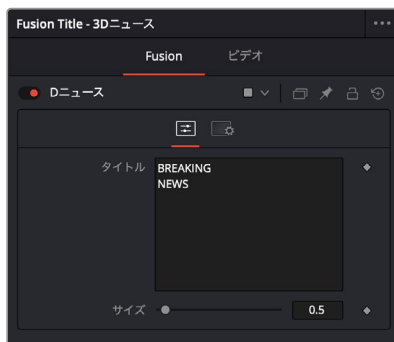 Fusion Title - 3Dニュース
Fusion ビデオ
Dニュース
タイトル BREAKING
NEWS
サイズ 0.5